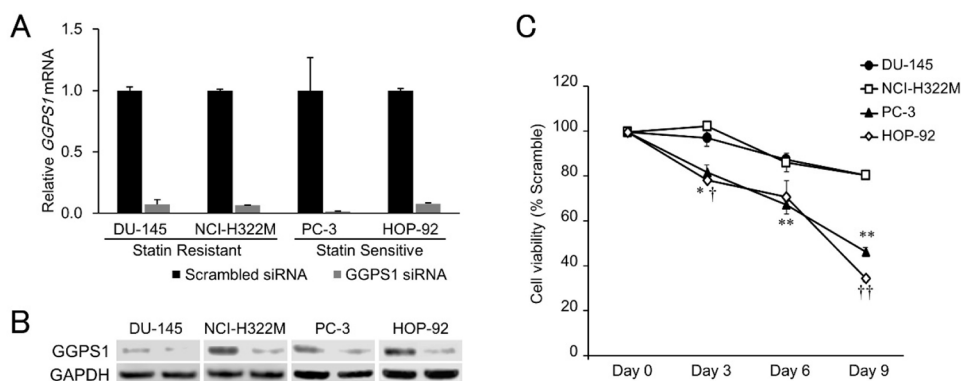 A
Relative GGPS1 mRNA
1.5
1.0
0.5
0.0
DU-145 NCI-H322M PC-3 HOP-92
Statin Resistant Statin Sensitive
Scrambled siRNA GGPS1 siRNA
B
DU-145 NCI-H322M PC-3 HOP-92
GGPS1
GAPDH
C
DU-145
NCI-H322M
PC-3
HOP-92
Cell viability (% Scramble)
120
100
80
60
40
20
0
* †
**
**
††
Day 0 Day 3 Day 6 Day 9